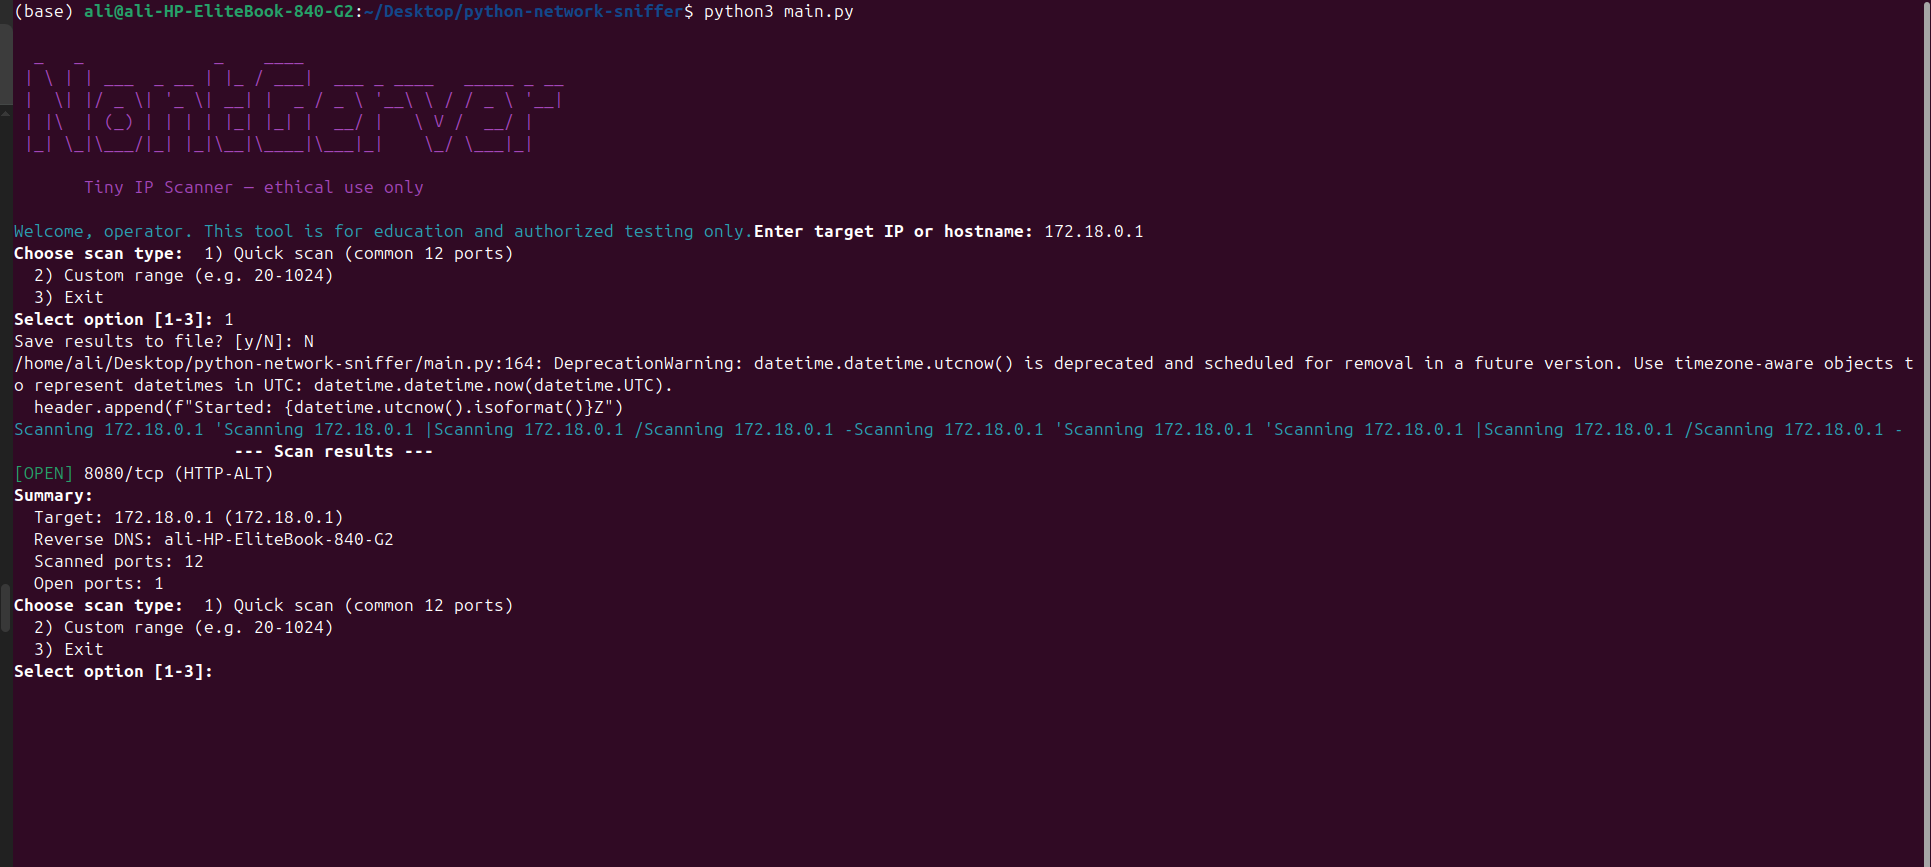 (base) ali@ali-HP-EliteBook-840-G2:~/Desktop/python-network-sniffer$ python3 main.py
NontGerver
Tiny IP Scanner — ethical use only
Welcome, operator. This tool is for education and authorized testing only.Enter target IP or hostname: 172.18.0.1
Choose scan type:  1) Quick scan (common 12 ports)
  2) Custom range (e.g. 20-1024)
  3) Exit
Select option [1-3]: 1
Save results to file? [y/N]: N
/home/ali/Desktop/python-network-sniffer/main.py:164: DeprecationWarning: datetime.datetime.utcnow() is deprecated and scheduled for removal in a future version. Use timezone-aware objects t
o represent datetimes in UTC: datetime.datetime.now(datetime.UTC).
  header.append(f"Started: {datetime.utcnow().isoformat()}Z")
Scanning 172.18.0.1 'Scanning 172.18.0.1 |Scanning 172.18.0.1 /Scanning 172.18.0.1 -Scanning 172.18.0.1 'Scanning 172.18.0.1 'Scanning 172.18.0.1 |Scanning 172.18.0.1 /Scanning 172.18.0.1 -
--- Scan results ---
[OPEN] 8080/tcp (HTTP-ALT)
Summary:
  Target: 172.18.0.1 (172.18.0.1)
  Reverse DNS: ali-HP-EliteBook-840-G2
  Scanned ports: 12
  Open ports: 1
Choose scan type:  1) Quick scan (common 12 ports)
  2) Custom range (e.g. 20-1024)
  3) Exit
Select option [1-3]: